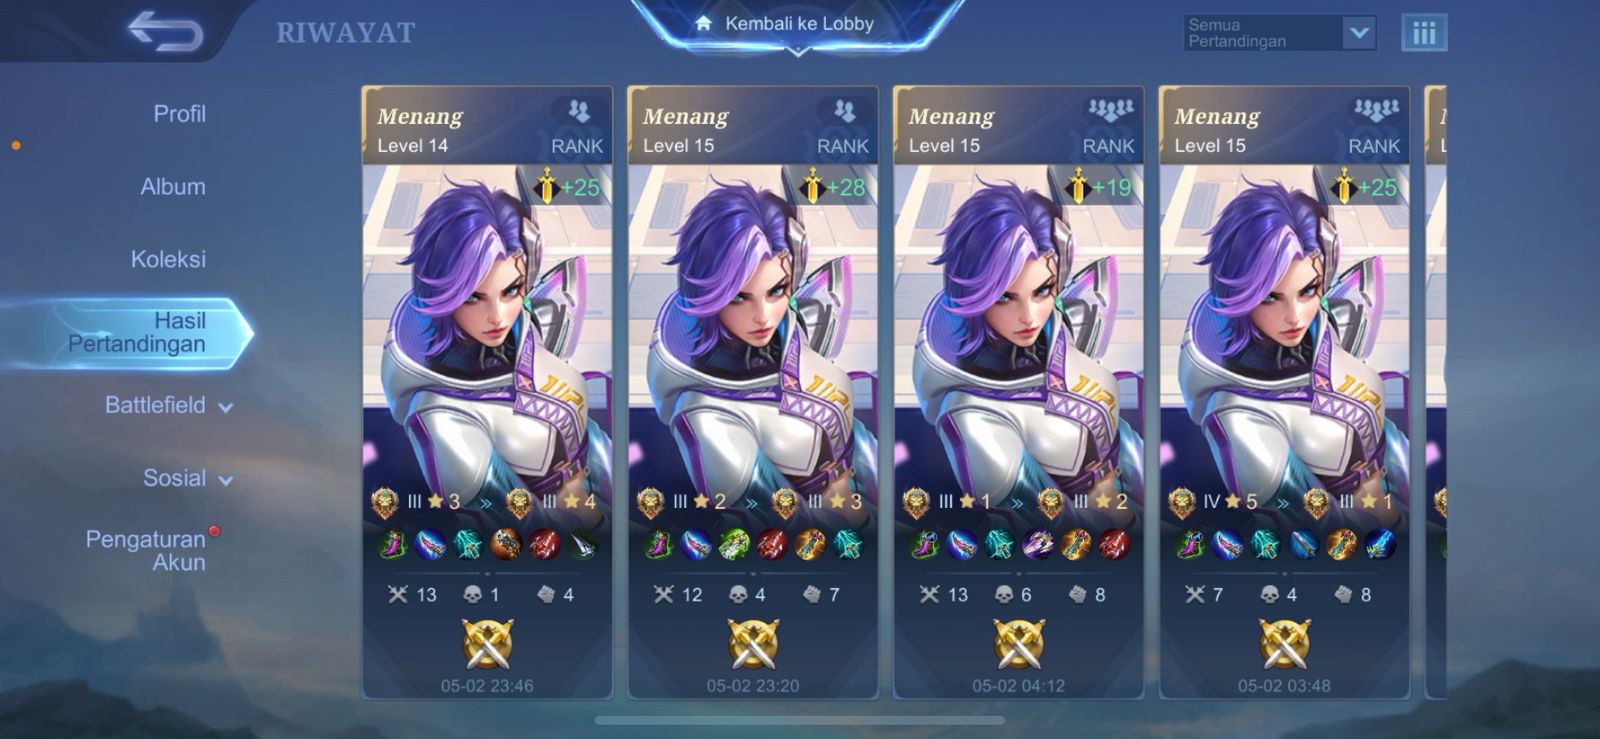 RIWAYAT
Kembali ke Lobby
Semua
Pertandingan
Profil
Album
Koleksi
Hasil
Pertandingan
Battlefield
Sosial
Pengaturan
Akun
Menang
Level 14
RANK
+25
III 3 » III 4
13 1 4
05-02 23:46
Menang
Level 15
RANK
+28
III 2 » III 3
12 4 7
05-02 23:20
Menang
Level 15
RANK
+19
III 1 » III 2
13 6 8
05-02 04:12
Menang
Level 15
RANK
+25
IV 5 » III 1
7 4 8
05-02 03:48